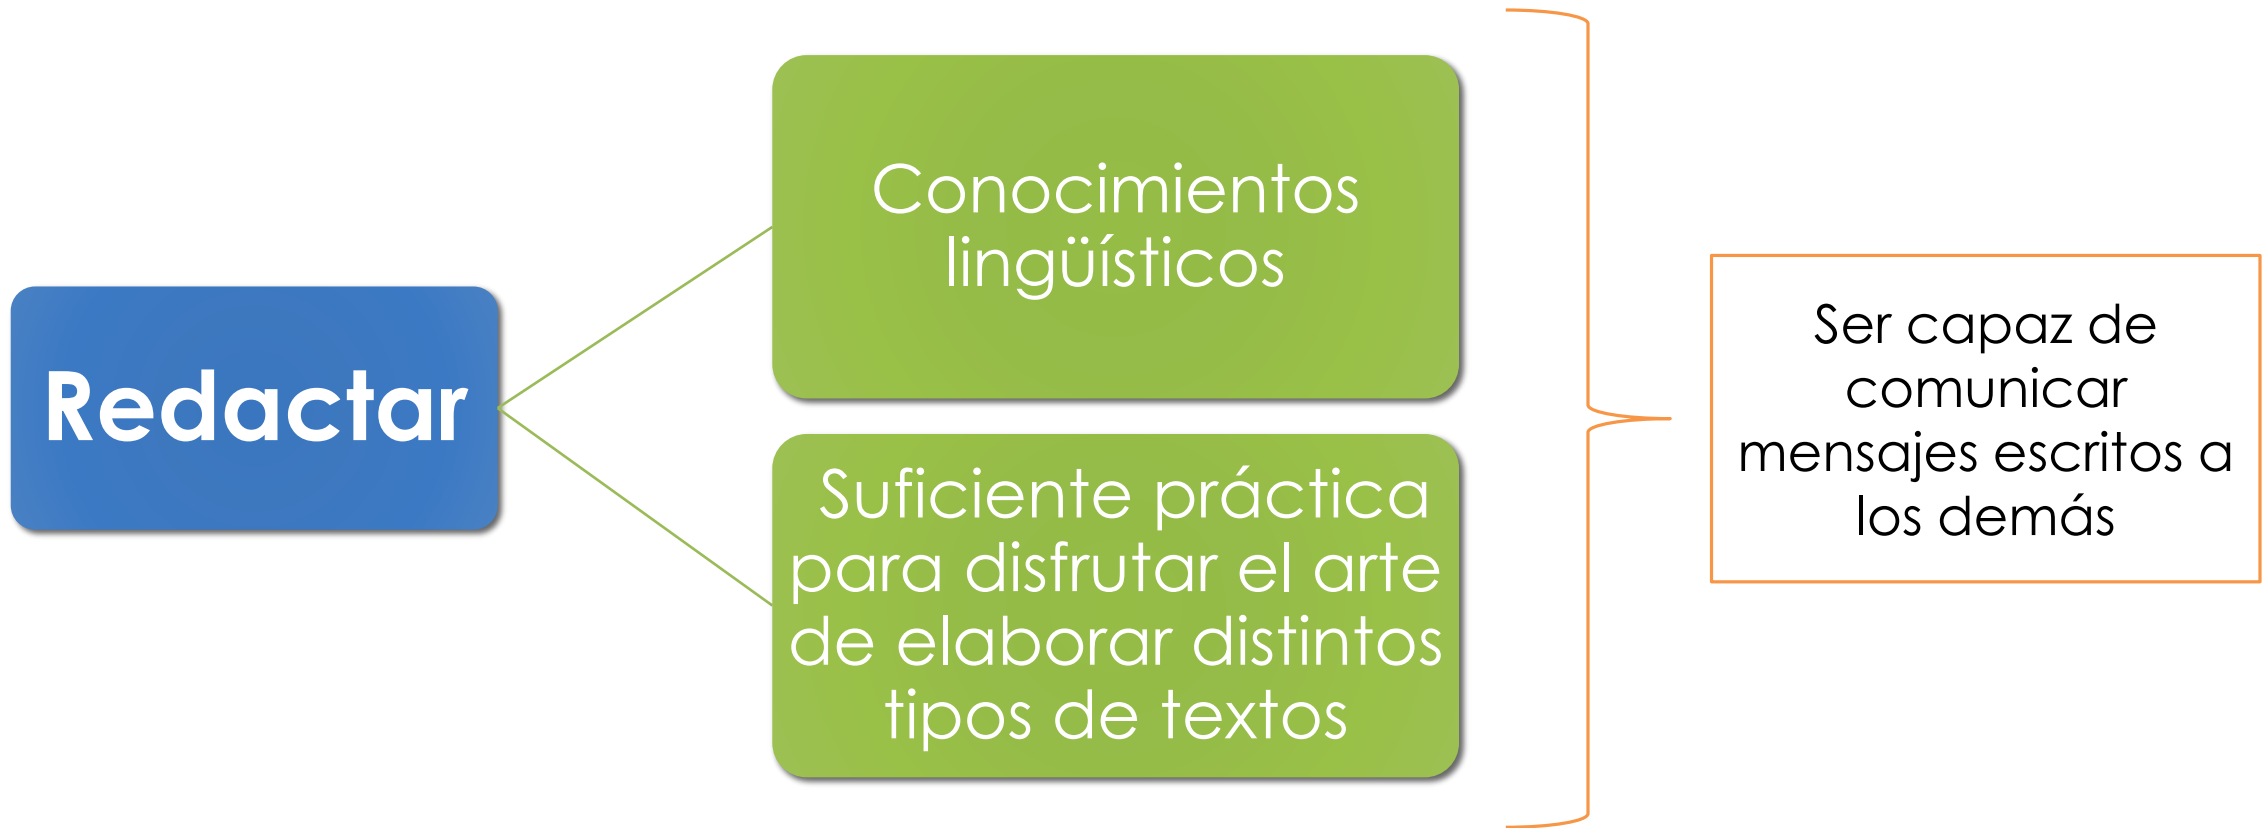 Redactar
Conocimientos
lingüísticos
Suficiente práctica
para disfrutar el arte
de elaborar distintos
tipos de textos
Ser capaz de
comunicar
mensajes escritos a
los demás